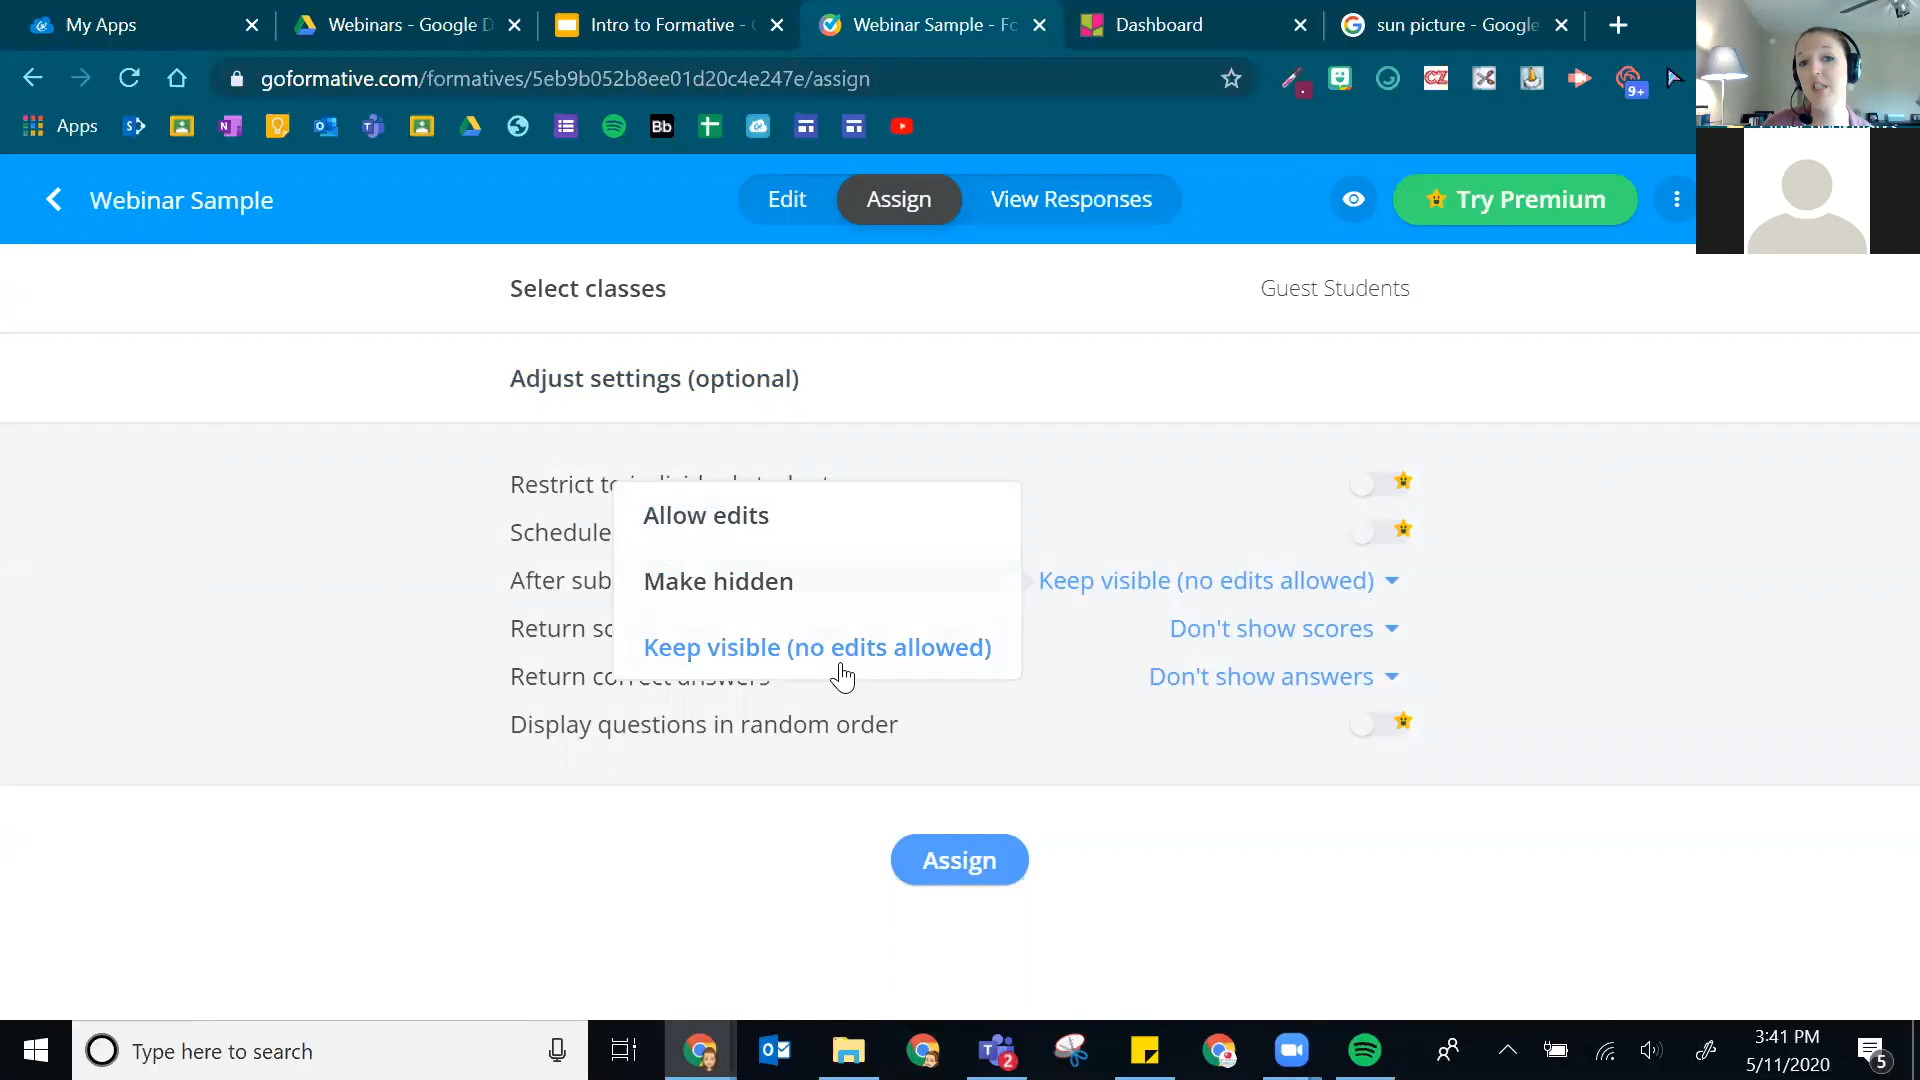 My Apps
Webinars - Google D
Intro to Formative -
Webinar Sample - Fo
Dashboard
sun picture - Google
goformative.com/formatives/5eb9b052b8ee01d20c4e247e/assign
9+
Apps
Bb
Webinar Sample
Edit
Assign
View Responses
Try Premium
Select classes
Guest Students
Adjust settings (optional)
Restrict to
Allow edits
Schedule
After sub
Make hidden
Keep visible (no edits allowed)
Return sc
Keep visible (no edits allowed)
Don't show scores
Return correct answers
Don't show answers
Display questions in random order
Assign
Type here to search
2
3:41 PM
5/11/2020
5